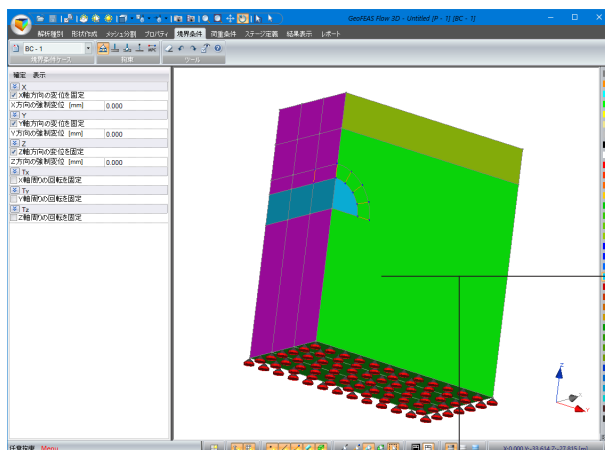 GeoFEAS Flow 3D - Untitled [P - 1] [BC - 1]
解析種別 形状作成 メッシュ分割 プロパティ 境界条件 荷重条件 ステージ定義 結果表示 レポート
BC - 1
境界条件ケース 拘束 ツール
確定 表示
X
X軸方向の変位を固定
X方向の強制変位 [mm] 0.000
Y
Y軸方向の変位を固定
Y方向の強制変位 [mm] 0.000
Z
Z軸方向の変位を固定
Z方向の強制変位 [mm] 0.000
Tx
X軸周りの回転を固定
Ty
Y軸周りの回転を固定
Tz
Z軸周りの回転を固定
Z
Y
任意拘束 Menu
X:0.000 Y:-33.614 Z:-27.815 [m]